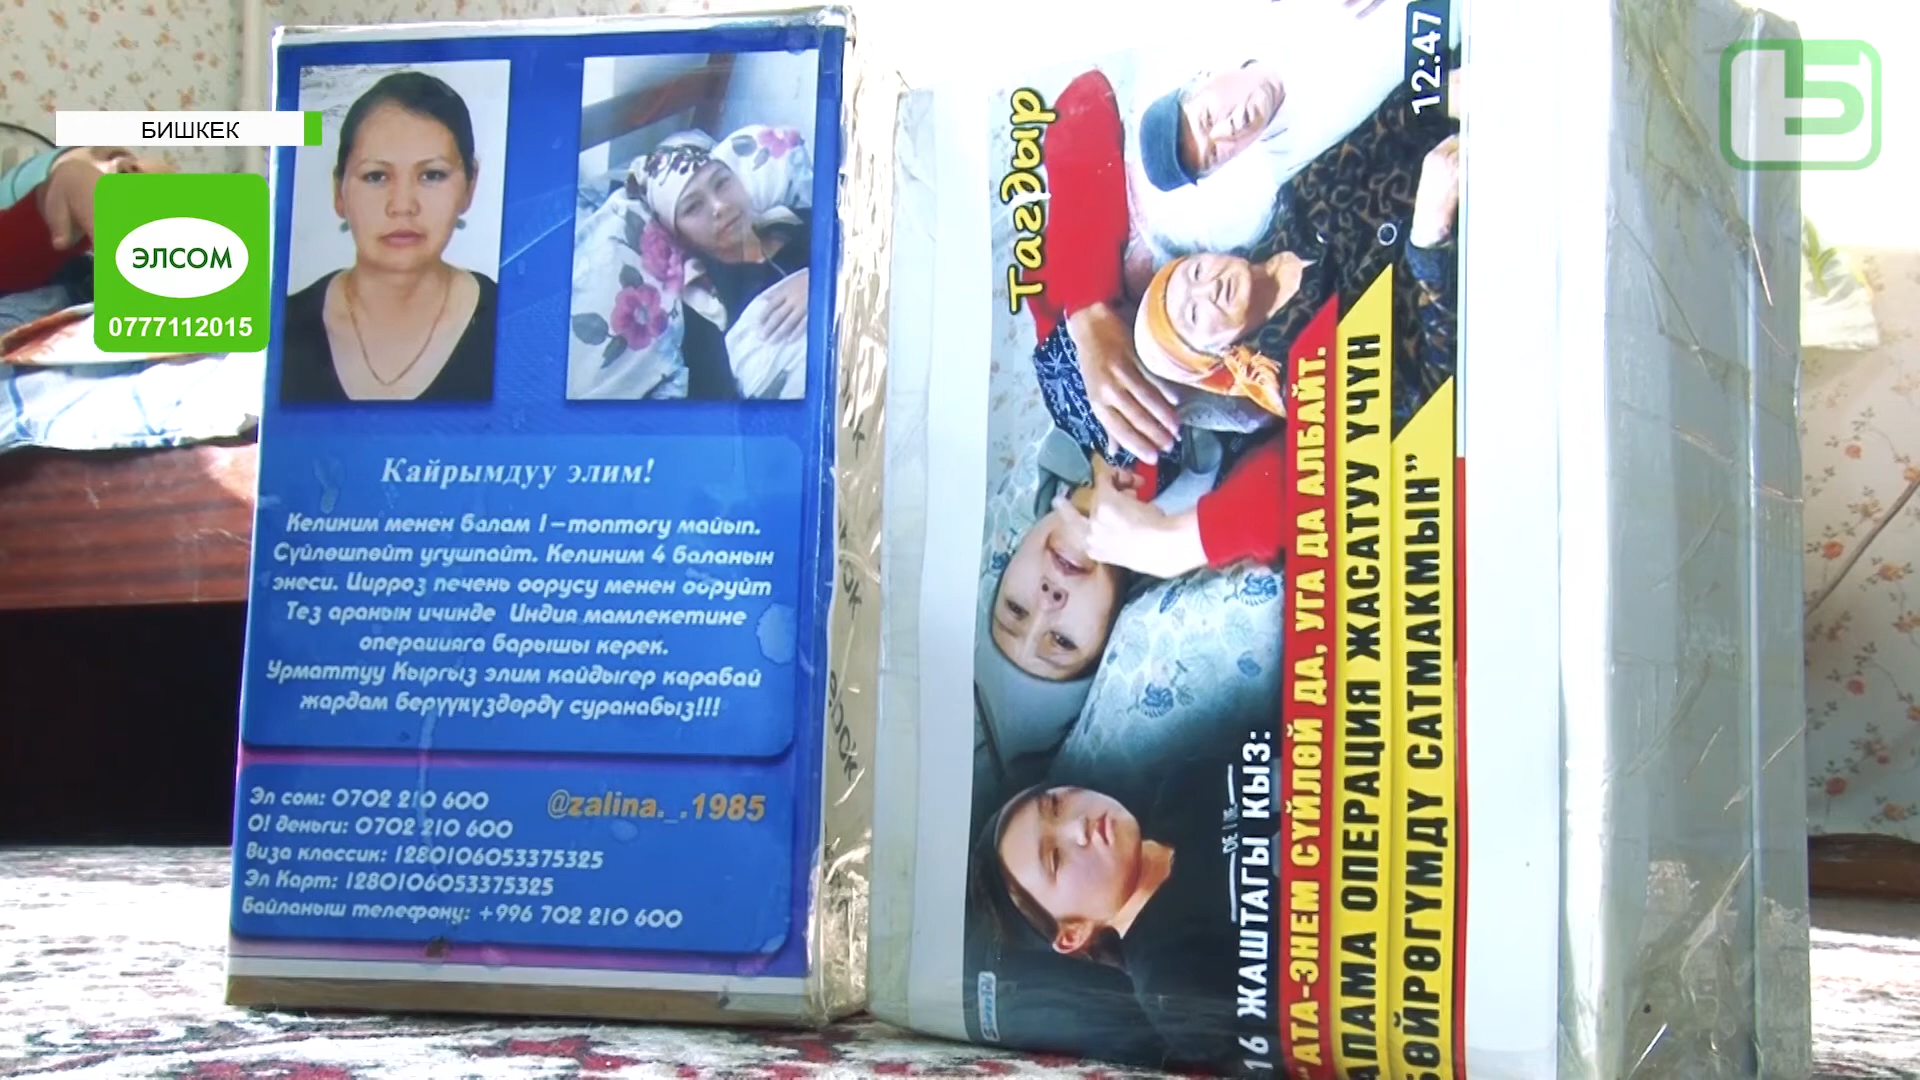 БИШКЕК
ЭЛСОМ
0777112015
Кайрымдуу элим!
Келиним менен балам 1-топтогу майып.
Сүйлөшпөйт угушпайт. Келиним 4 баланын
энеси. Цирроз печень оорусу менен ооруйт
Тез аранын ичинде Индия мамлекетине
операцияга барышы керек.
Урматтуу Кыргыз элим кайдыгер карабай
жардам берүүңүздөрдү суранабыз!!!
Эл сом: 0702 210 600
@zalina._.1985
О! деньги: 0702 210 600
Виза классик: 1280106053375325
Эл Карт: 1280106053375325
Байланыш телефону: +996 702 210 600
Тагдыр
12:47
16 ЖАШТАГЫ КЫЗ:
"АТА-ЭНЕМ СҮЙЛӨЙ ДА, УГА ДА АЛБАЙТ.
АПАМА ОПЕРАЦИЯ ЖАСАТУУ ҮЧҮН
БӨЙРӨГҮМДҮ САТМАКМЫН"